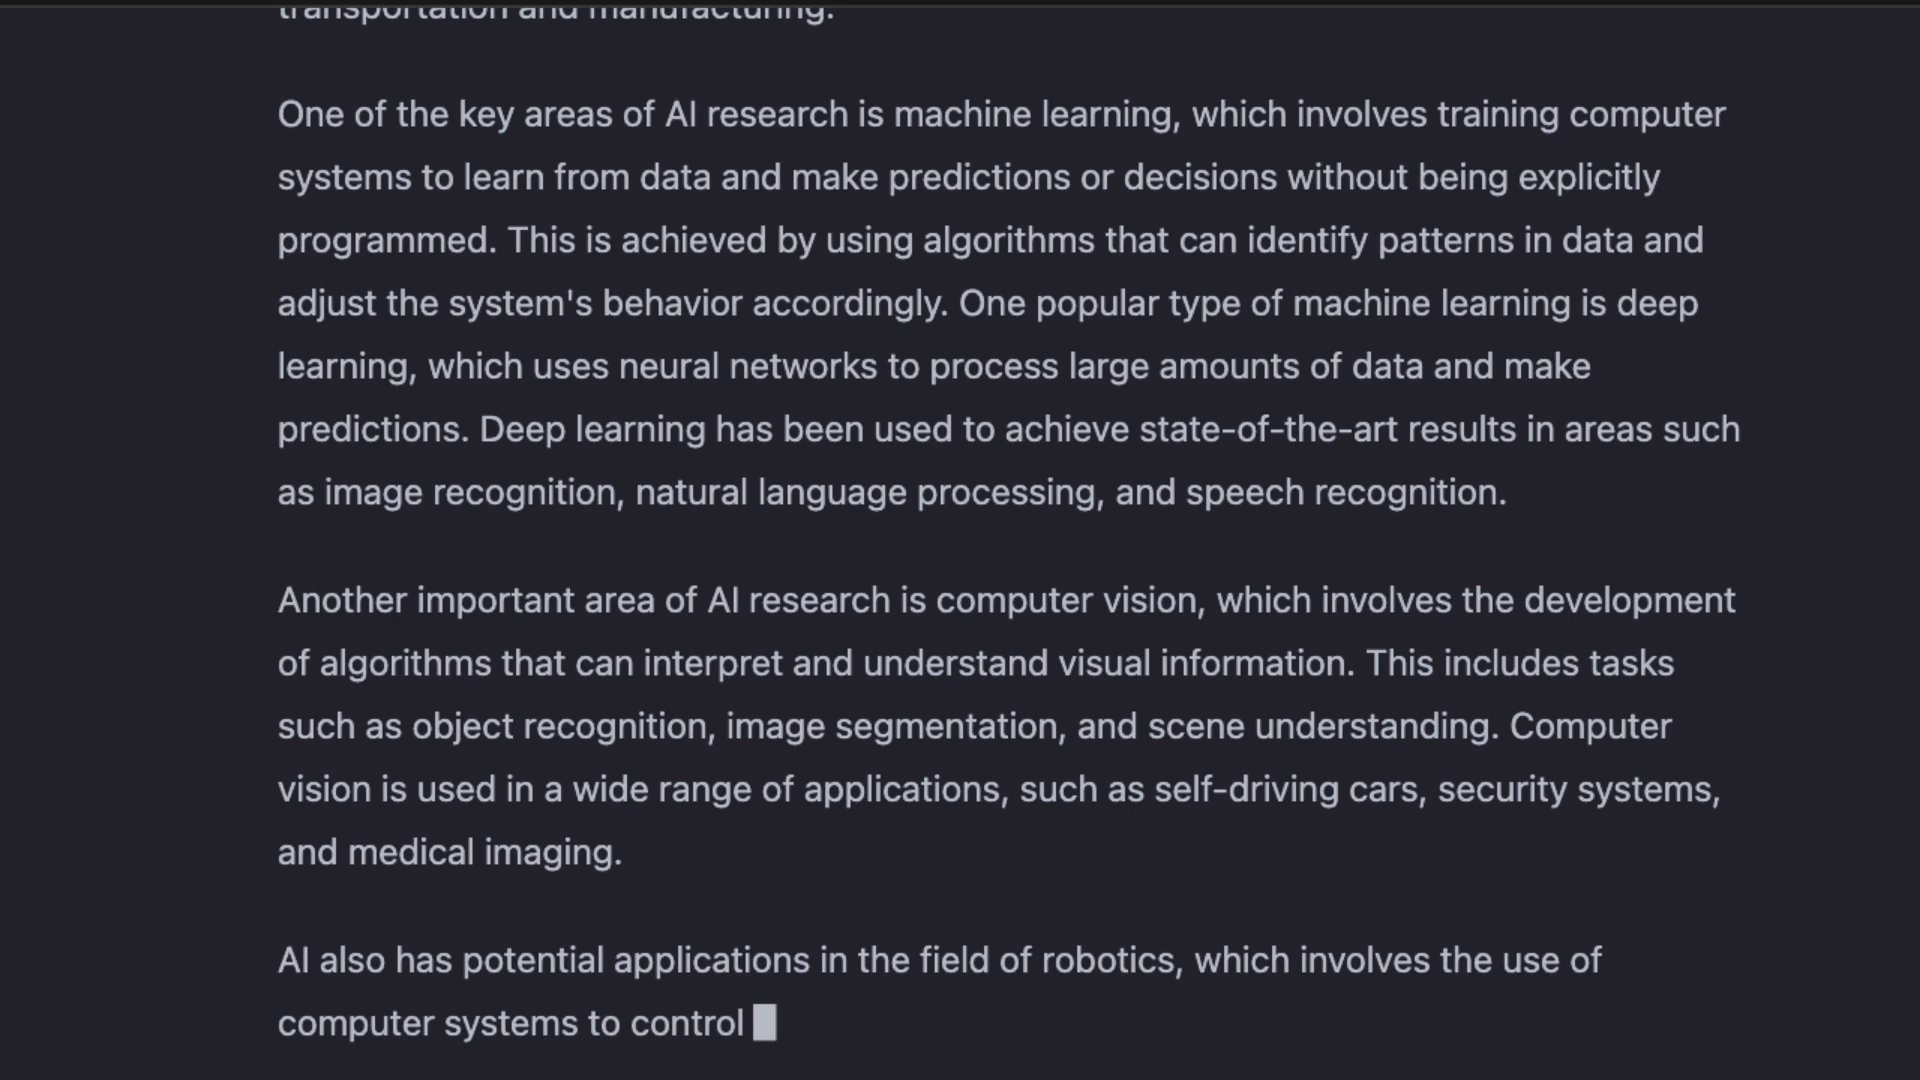 transportation and manufacturing.
One of the key areas of AI research is machine learning, which involves training computer
systems to learn from data and make predictions or decisions without being explicitly
programmed. This is achieved by using algorithms that can identify patterns in data and
adjust the system's behavior accordingly. One popular type of machine learning is deep
learning, which uses neural networks to process large amounts of data and make
predictions. Deep learning has been used to achieve state-of-the-art results in areas such
as image recognition, natural language processing, and speech recognition.
Another important area of AI research is computer vision, which involves the development
of algorithms that can interpret and understand visual information. This includes tasks
such as object recognition, image segmentation, and scene understanding. Computer
vision is used in a wide range of applications, such as self-driving cars, security systems,
and medical imaging.
AI also has potential applications in the field of robotics, which involves the use of
computer systems to control